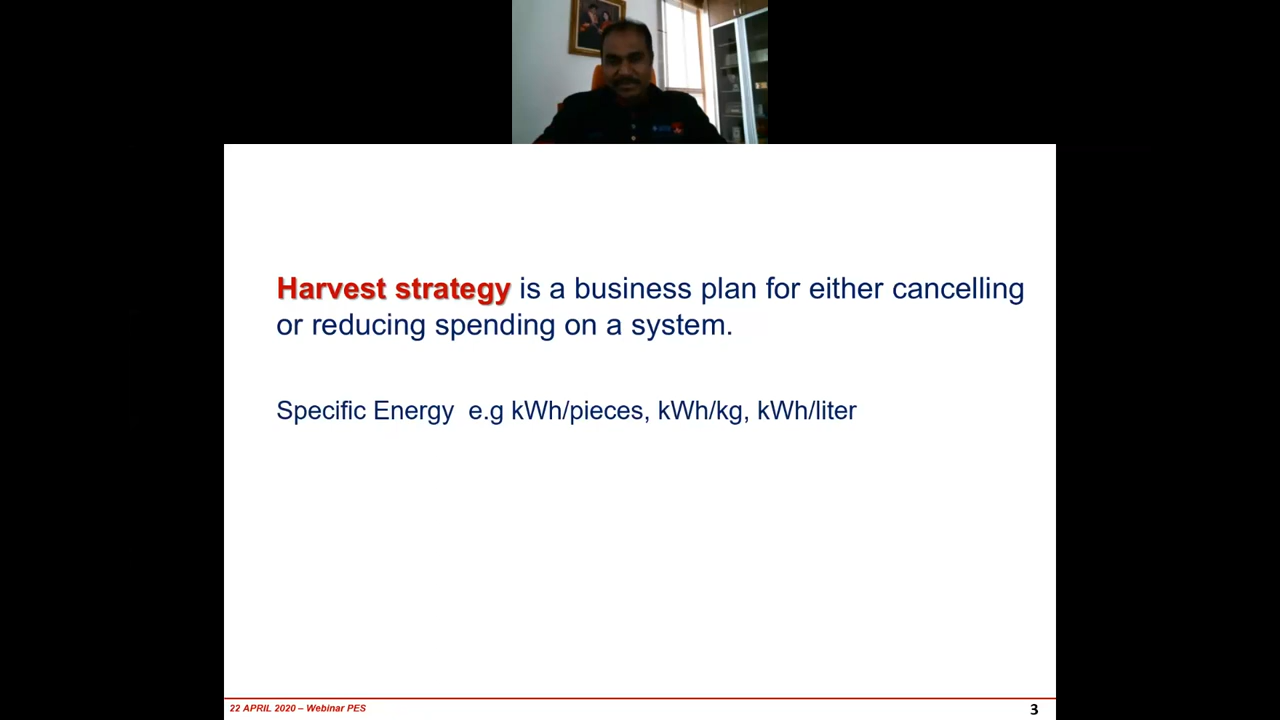 Harvest strategy is a business plan for either cancelling
or reducing spending on a system.
Specific Energy e.g kWh/pieces, kWh/kg, kWh/liter
22 APRIL 2020 – Webinar PES
3